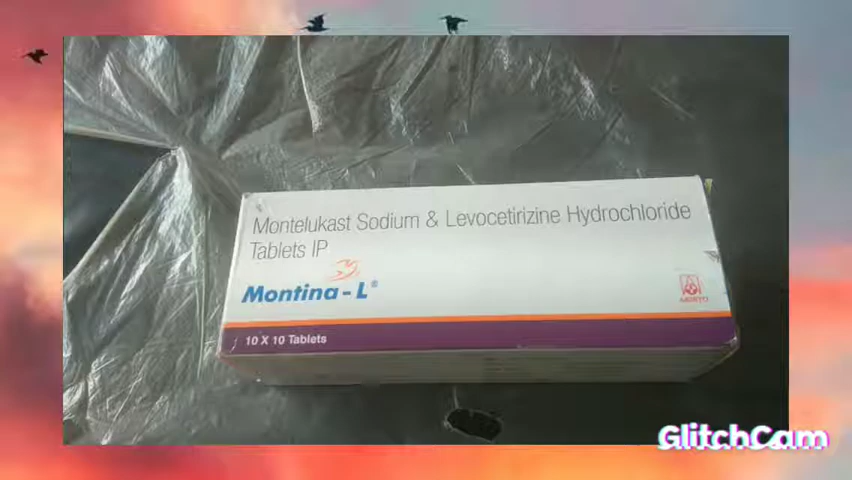 Montelukast Sodium & Levocetirizine Hydrochloride
Tablets IP
Montina-L®
10 X 10 Tablets
GlitchCam